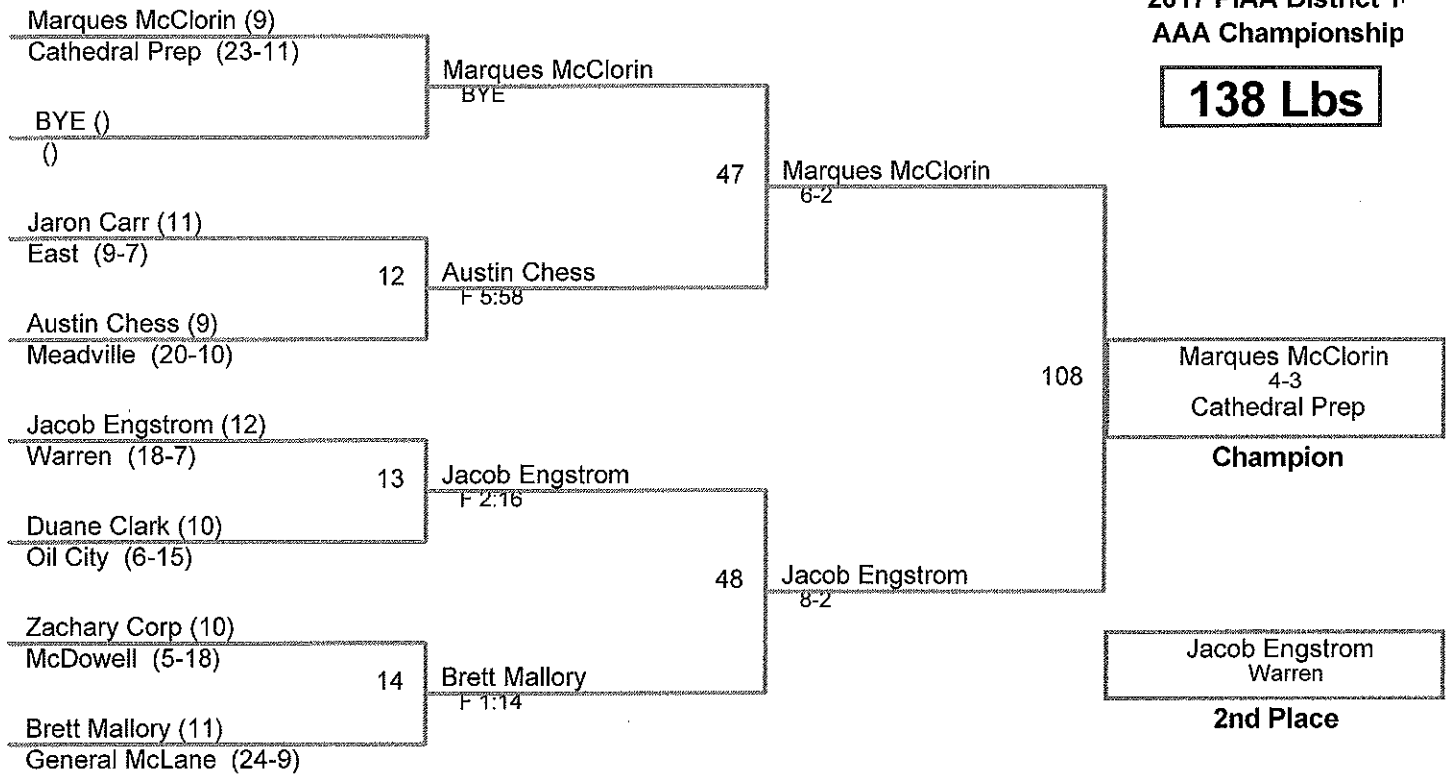 2017 PIAA District
AAA Championship
138 Lbs
Marques McClorin (9)
Cathedral Prep (23-11)
BYE ()
()
Jaron Carr (11)
East (9-7)
Austin Chess (9)
Meadville (20-10)
Jacob Engstrom (12)
Warren (18-7)
Duane Clark (10)
Oil City (6-15)
Zachary Corp (10)
McDowell (5-18)
Brett Mallory (11)
General McLane (24-9)
12
13
14
Marques McClorin
BYE
Austin Chess
F 5:58
Jacob Engstrom
F 2:16
Brett Mallory
F 1:14
47
48
Marques McClorin
6-2
Jacob Engstrom
8-2
108
Marques McClorin
4-3
Cathedral Prep
Champion
Jacob Engstrom
Warren
2nd Place